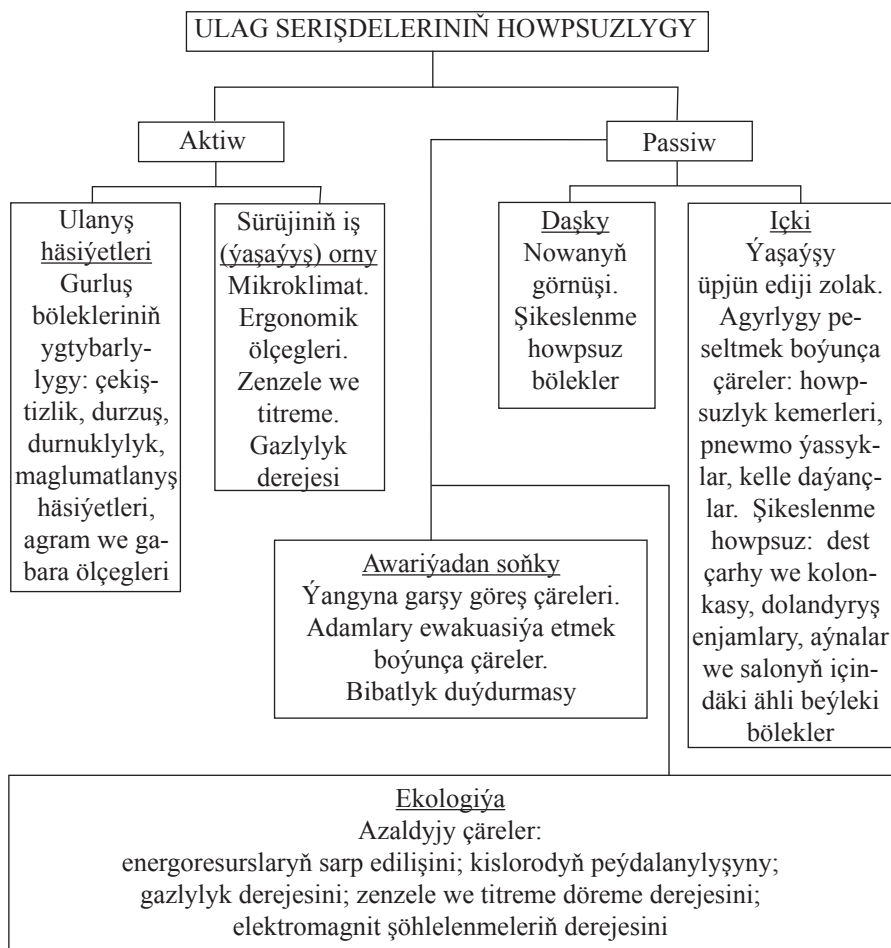 ULAG SERIŞDELERINIŇ HOWPSUZLYGY
Aktiw
Passiw
Ulanyş
häsiýetleri
Gurluş
bölekleriniň
ygtybarly-
lygy: çekiş-
tizlik, durzuş,
durnuklylyk,
maglumatlanyş
häsiýetleri,
agram we ga-
bara ölçegleri
Sürüjiniň iş
(ýaşaýyş) orny
Mikroklimat.
Ergonomik
ölçegleri.
Zenzele we
titreme.
Gazlylyk
derejesi
Daşky
Nowanyň
görnüşi.
Şikeslenme
howpsuz
bölekler
Içki
Ýaşaýşy
üpjün ediji zolak.
Agyrlygy pe-
seltmek boýunça
çäreler: howp-
suzlyk kemerleri,
pnewmo ýassyk-
lar, kelle daýanç-
lar. Şikeslenme
howpsuz: dest
çarhy we kolon-
kasy, dolandyryş
enjamlary, aýnalar
we salonyň için-
däki ähli beýleki
bölekler
Awariýadan soňky
Ýangyna garşy göreş çäreleri.
Adamlary ewakuasiýa etmek
boýunça çäreler.
Bibatlyk duýdurmasy
Ekologiýa
Azaldyjy çäreler:
energoresurslaryň sarp edilişini; kislorodyň peýdalanylyşyny;
gazlylyk derejesini; zenzele we titreme döreme derejesini;
elektromagnit şöhlelenmeleriň derejesini